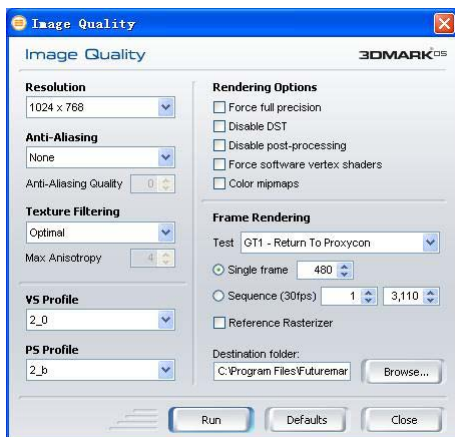 Image Quality
Image Quality
3DMARK05
Resolution
1024 x 768
Anti-Aliasing
None
Anti-Aliasing Quality 0
Texture Filtering
Optimal
Max Anisotropy 4
VS Profile
2_0
PS Profile
2_b
Rendering Options
Force full precision
Disable DST
Disable post-processing
Force software vertex shaders
Color mipmaps
Frame Rendering
Test GT1 - Return To Proxycon
Single frame 480
Sequence (30fps) 1 3,110
Reference Rasterizer
Destination folder:
C:\Program Files\Futuremar Browse...
Run Defaults Close